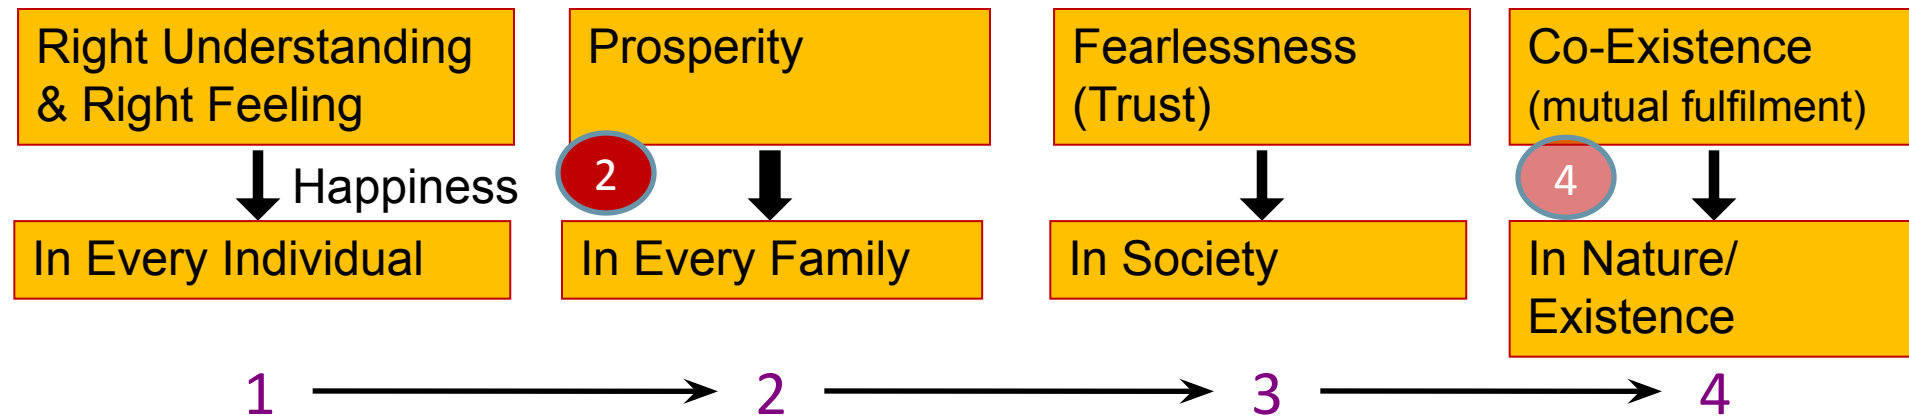 Right Understanding
& Right Feeling
Prosperity
Fearlessness
(Trust)
Co-Existence
(mutual fulfilment)
Happiness
2
4
In Every Individual
In Every Family
In Society
In Nature/
Existence
1
2
3
4